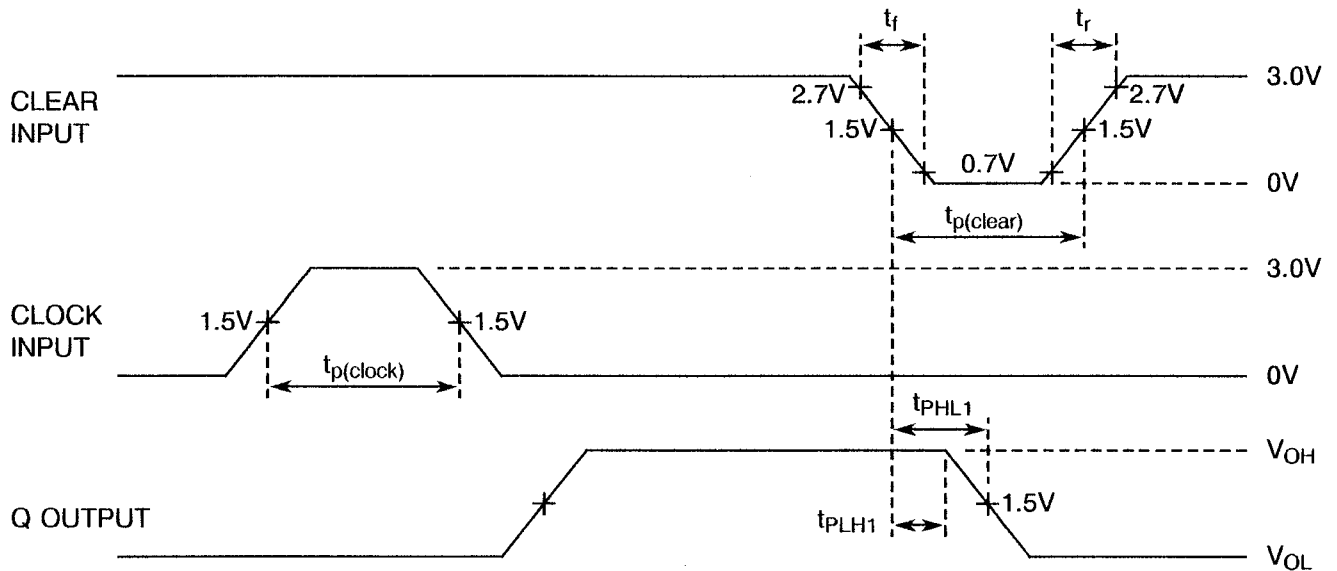 t_f t_r
CLEAR
INPUT
2.7V 2.7V 3.0V
1.5V 1.5V
0.7V
0V
t_p(clear)
CLOCK
INPUT
3.0V
1.5V 1.5V
t_p(clock)
0V
t_PHL1
Q OUTPUT
V_OH
1.5V
t_PLH1
V_OL